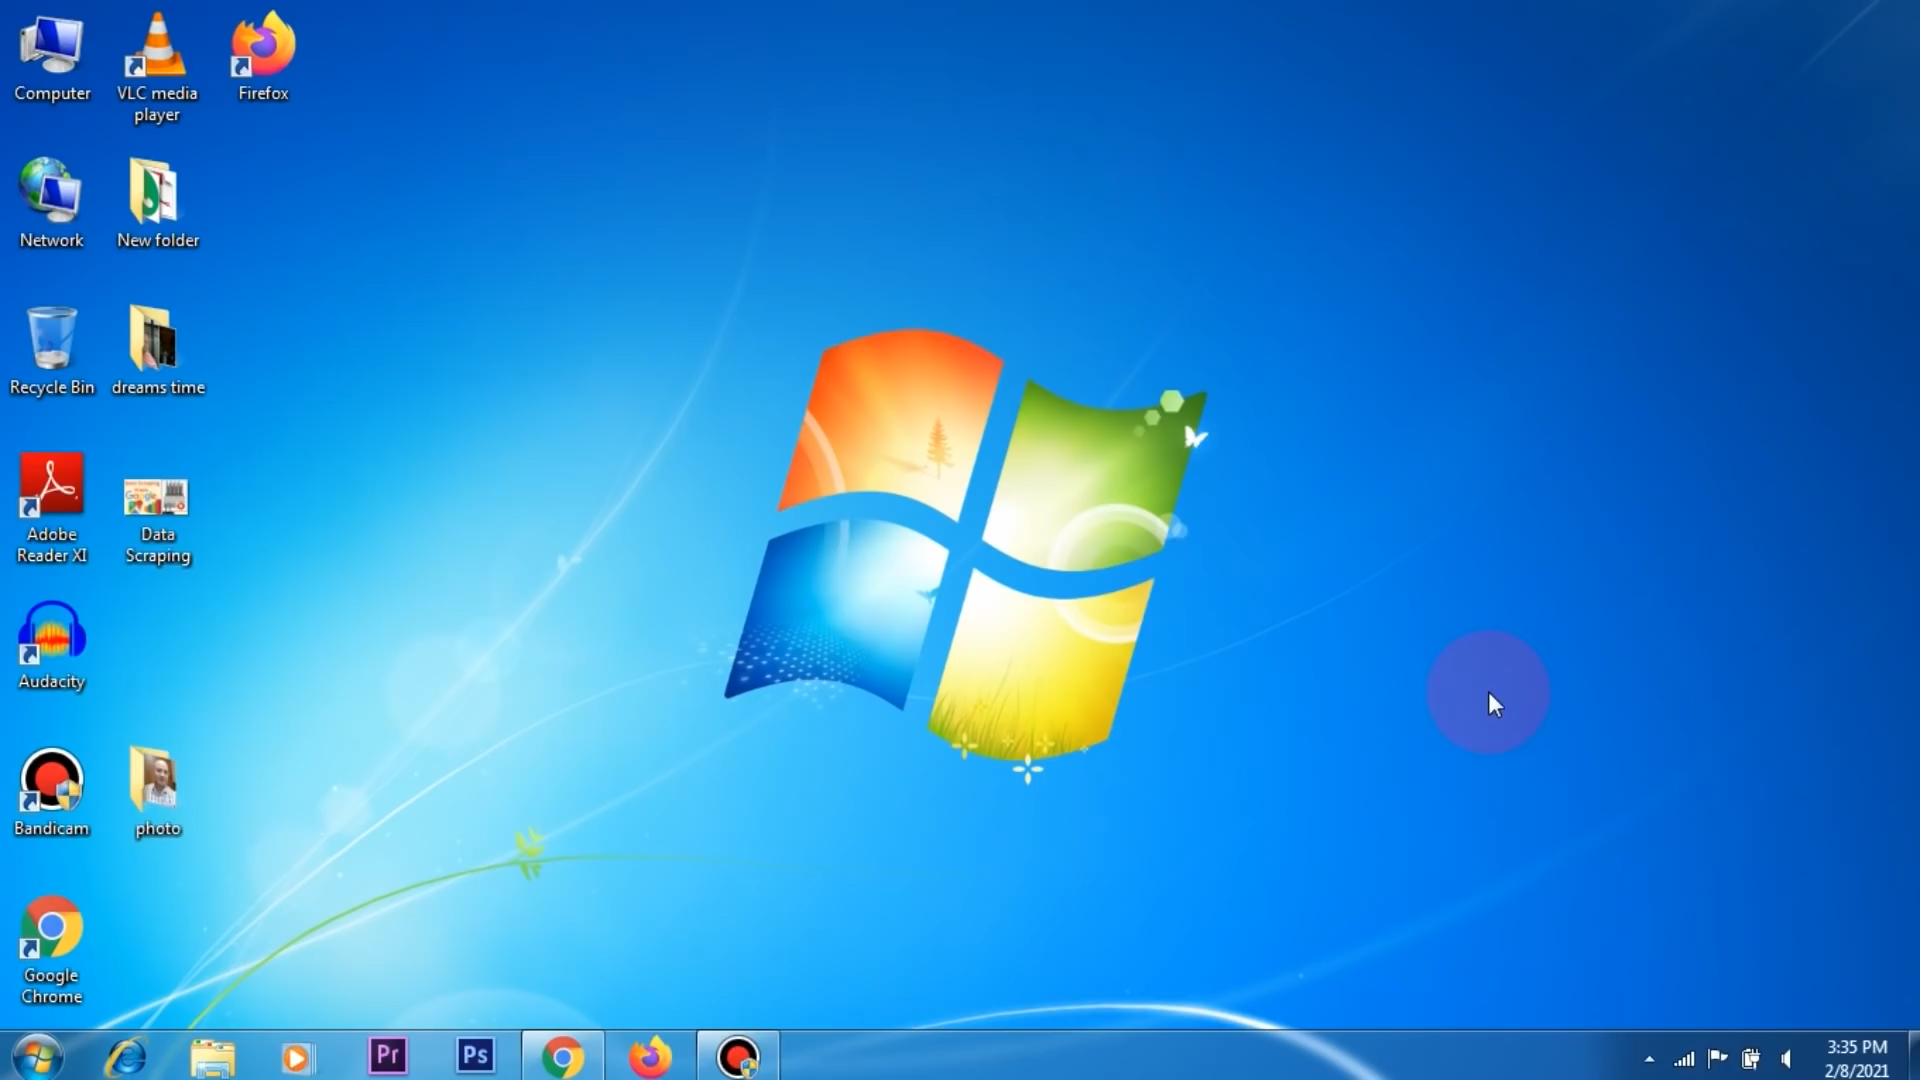 Computer
VLC media
player
Firefox
Network
New folder
Recycle Bin
dreams time
Adobe
Reader XI
Google
Data
Scraping
Audacity
Bandicam
photo
Google
Chrome
Pr
Ps
3:35 PM
2/8/2021